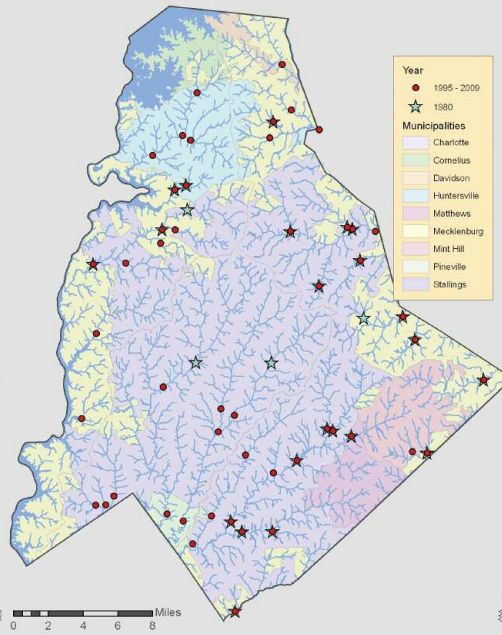 Year
1995 - 2009
1980
Municipalities
Charlotte
Cornelius
Davidson
Huntersville
Matthews
Mecklenburg
Mint Hill
Pineville
Stallings
Miles
0 2 4 8